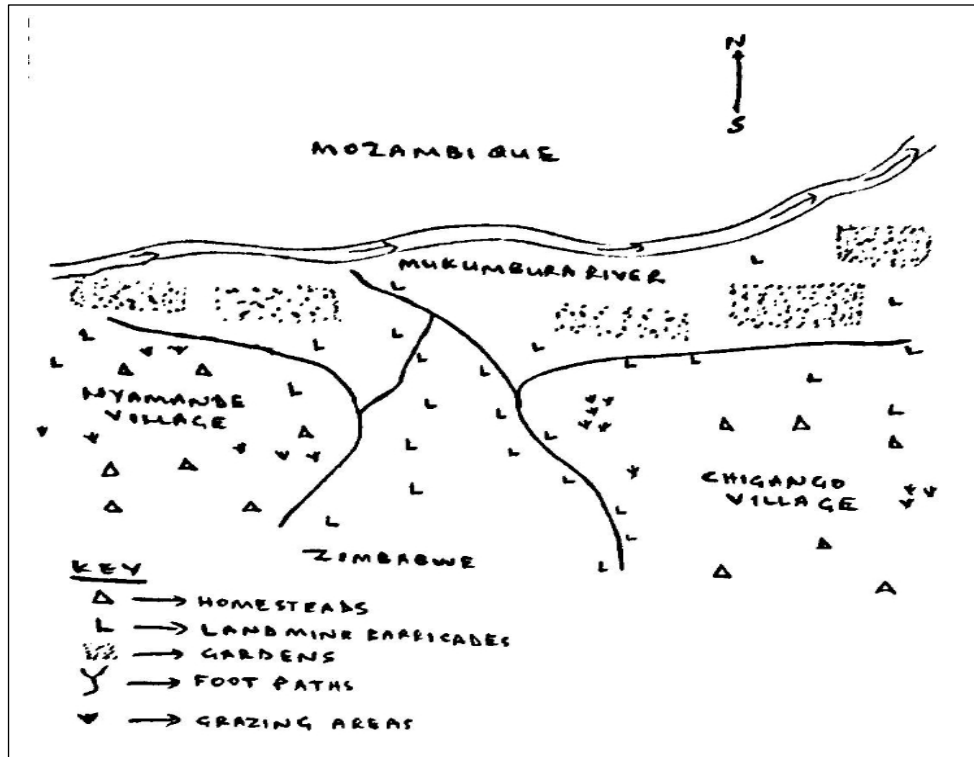 N
S
MOZAMBIQUE
MUKUMBURA RIVER
NYAMANDE
VILLAGE
CHIGANGO
VILLAGE
ZIMBABWE
KEY
HOMESTEADS
LANDMINE BARRICADES
GARDENS
FOOT PATHS
GRAZING AREAS